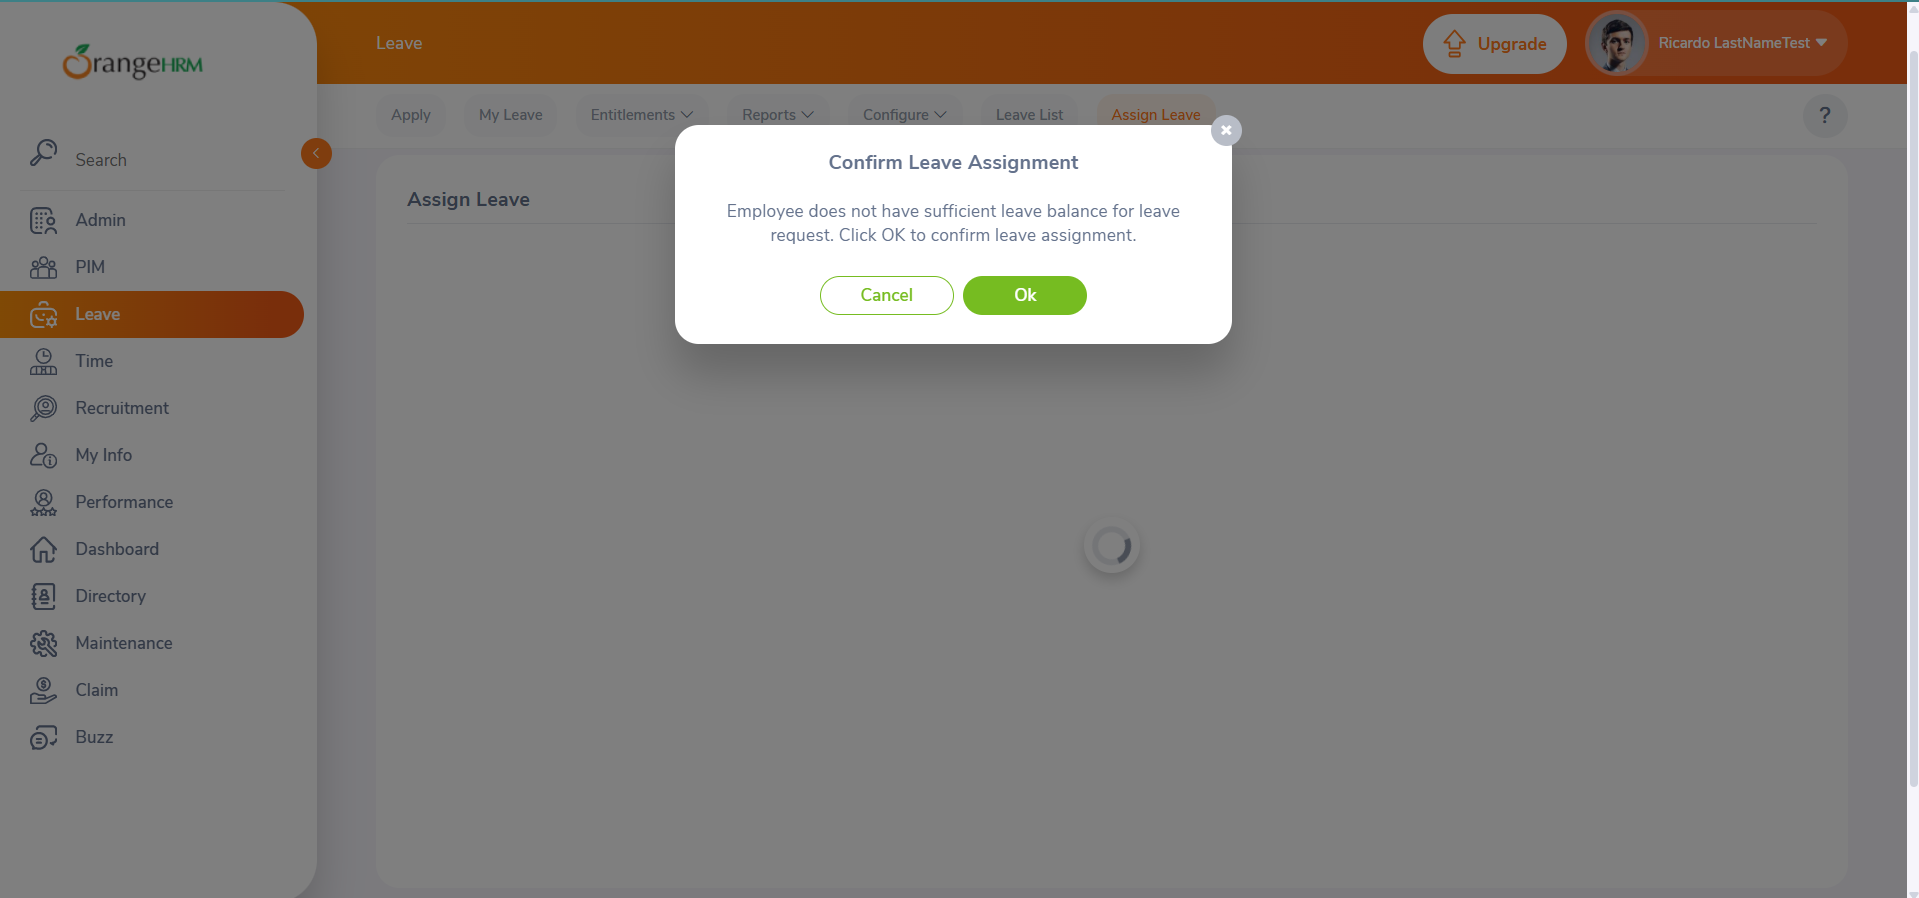 OrangeHRM
Leave
Upgrade
Ricardo LastNameTest
Apply
My Leave
Entitlements
Reports
Configure
Leave List
Assign Leave
?
Search
Admin
PIM
Leave
Time
Recruitment
My Info
Performance
Dashboard
Directory
Maintenance
Claim
Buzz
Assign Leave
Confirm Leave Assignment
Employee does not have sufficient leave balance for leave
request. Click OK to confirm leave assignment.
Cancel
Ok